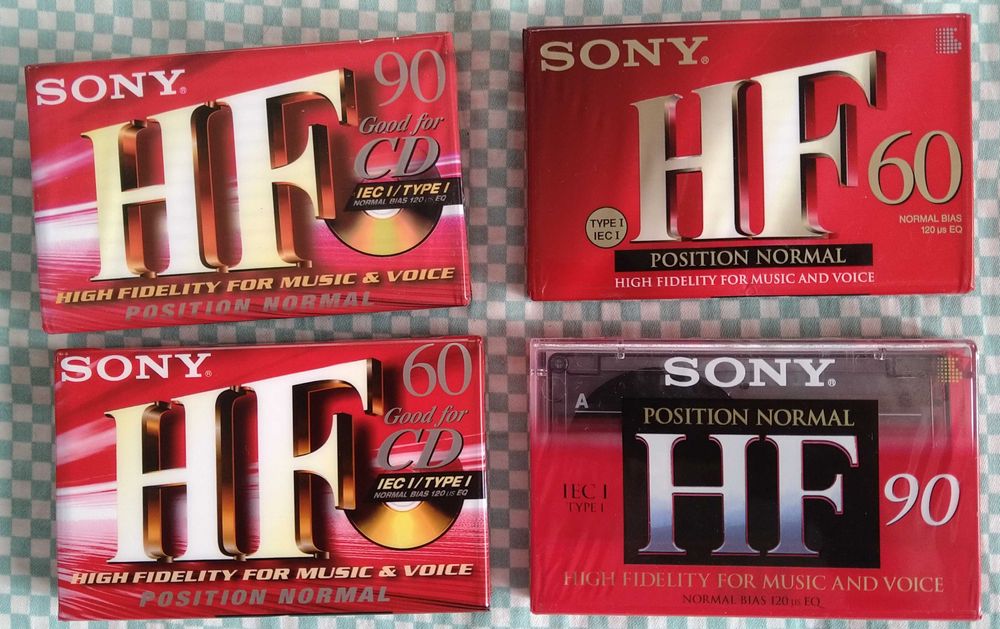 SONY®
HF
90
Good for
CD
IEC I / TYPE I
NORMAL BIAS 120 µs EQ
HIGH FIDELITY FOR MUSIC & VOICE
POSITION NORMAL
SONY®
HF
60
TYPE I
IEC I
NORMAL BIAS
120 µs EQ
POSITION NORMAL
HIGH FIDELITY FOR MUSIC AND VOICE
SONY®
HF
60
Good for
CD
IEC I / TYPE I
NORMAL BIAS 120 µs EQ
HIGH FIDELITY FOR MUSIC & VOICE
POSITION NORMAL
SONY®
A
POSITION NORMAL
HF
IEC I
TYPE I
90
HIGH FIDELITY FOR MUSIC AND VOICE
NORMAL BIAS 120 µs EQ